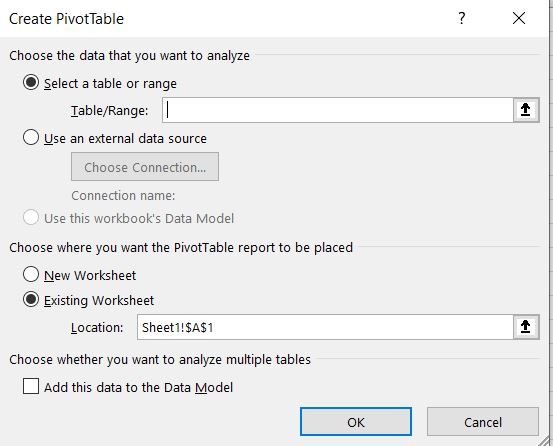 Create PivotTable ? ×
Choose the data that you want to analyze
Select a table or range
Table/Range:
Use an external data source
Choose Connection...
Connection name:
Use this workbook's Data Model
Choose where you want the PivotTable report to be placed
New Worksheet
Existing Worksheet
Location: Sheet1!$A$1
Choose whether you want to analyze multiple tables
Add this data to the Data Model
OK Cancel